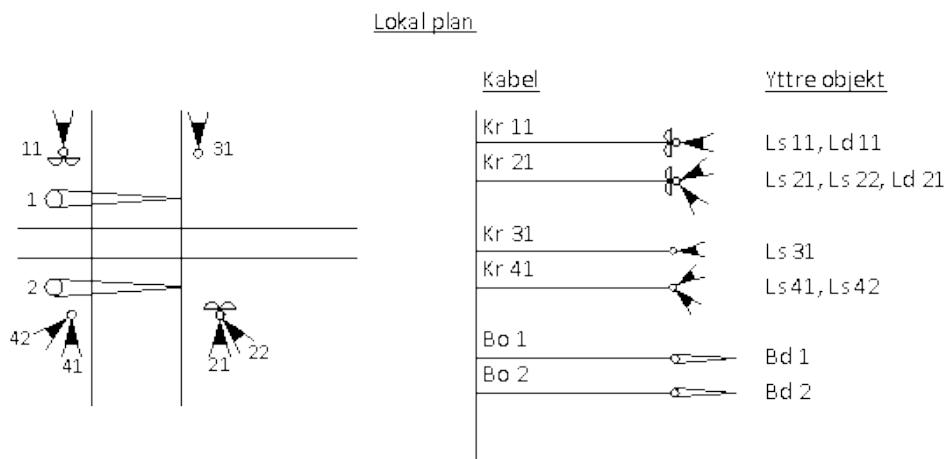 Lokal plan
Kabel
Yttre objekt
11
31
1
2
42
41
21
22
Kr 11
Ls 11, Ld 11
Kr 21
Ls 21, Ls 22, Ld 21
Kr 31
Ls 31
Kr 41
Ls 41, Ls 42
Bo 1
Bd 1
Bo 2
Bd 2